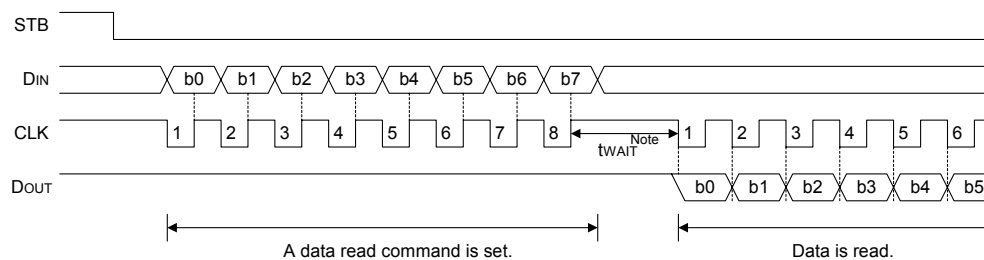 STB
DIN b0 b1 b2 b3 b4 b5 b6 b7
CLK 1 2 3 4 5 6 7 8 tWAIT Note 1 2 3 4 5 6
DOUT b0 b1 b2 b3 b4 b5
A data read command is set. Data is read.